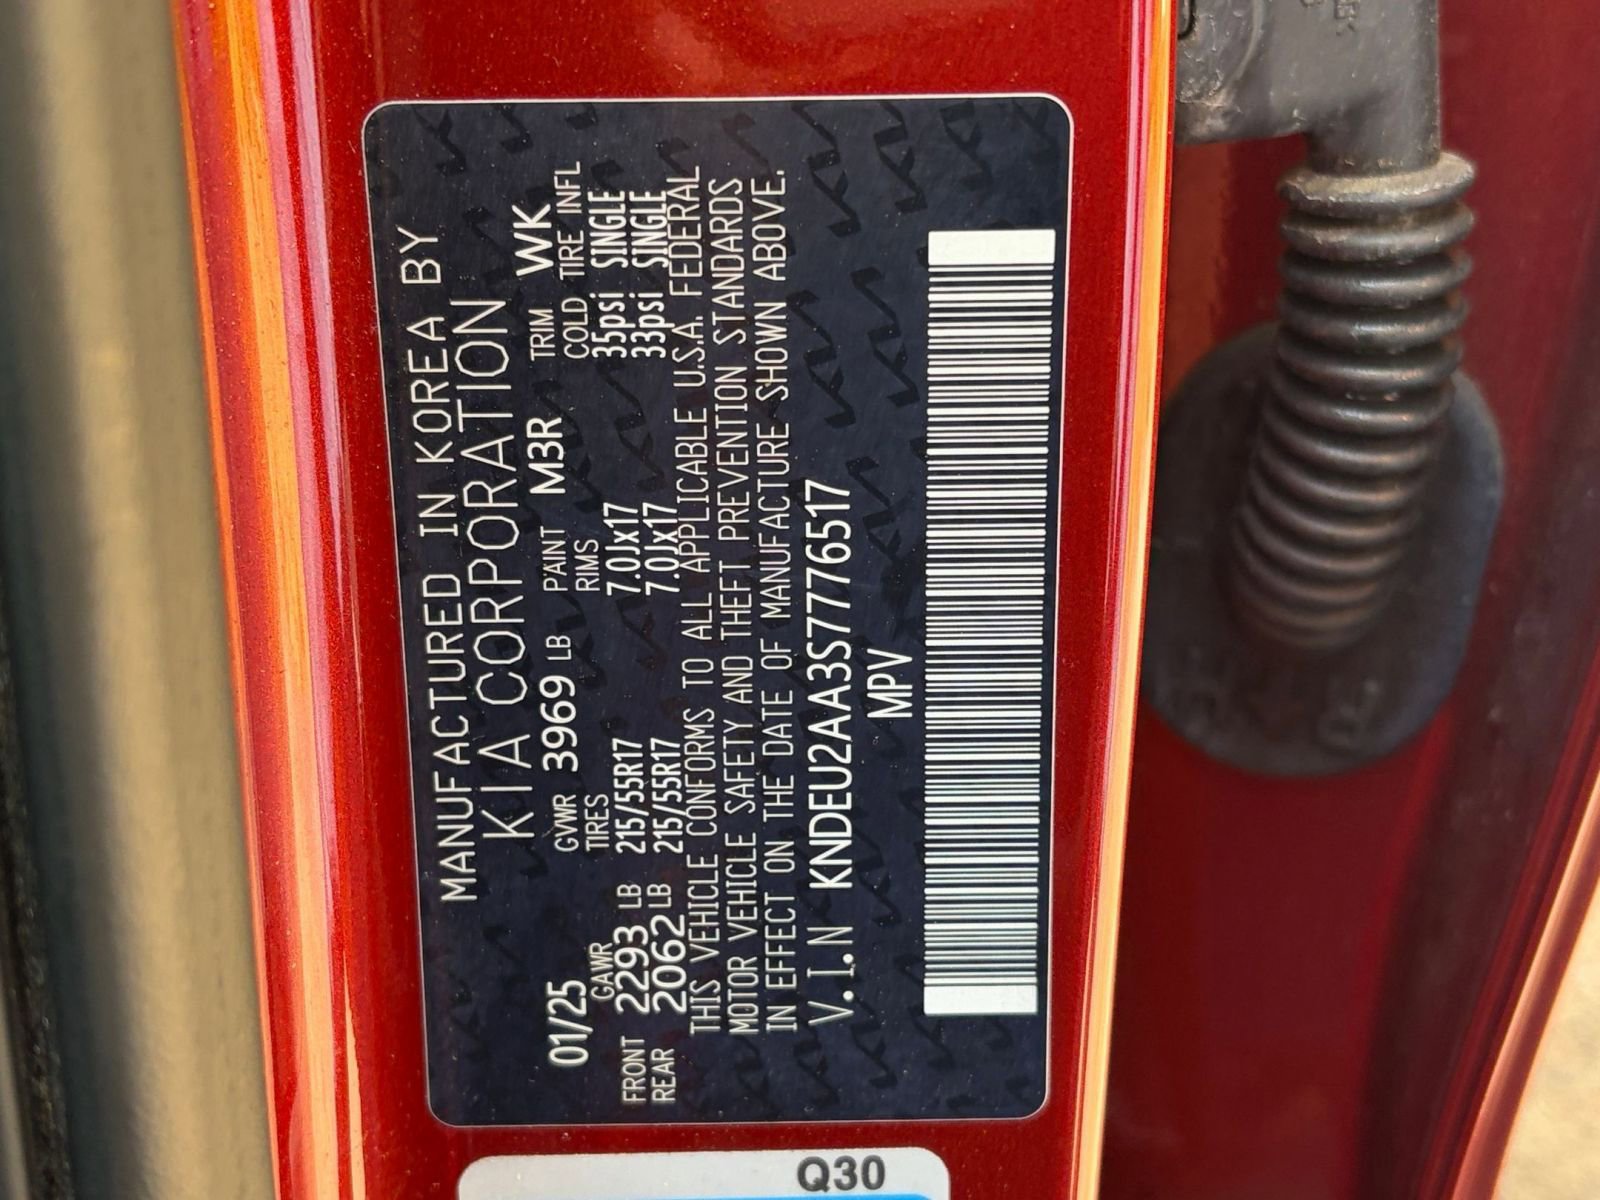 MANUFACTURED IN KOREA BY
KIA CORPORATION
01/25 GVWR 3969 LB PAINT M3R TRIM WK
GAWR TIRES RIMS COLD TIRE INFL
FRONT 2293 LB 215/55R17 7.0JX17 35psi SINGLE
REAR 2062 LB 215/55R17 7.0JX17 33psi SINGLE
THIS VEHICLE CONFORMS TO ALL APPLICABLE U.S.A. FEDERAL
MOTOR VEHICLE SAFETY AND THEFT PREVENTION STANDARDS
IN EFFECT ON THE DATE OF MANUFACTURE SHOWN ABOVE.
V.I.N KNDEU2AA3S7776517
MPV
Q30